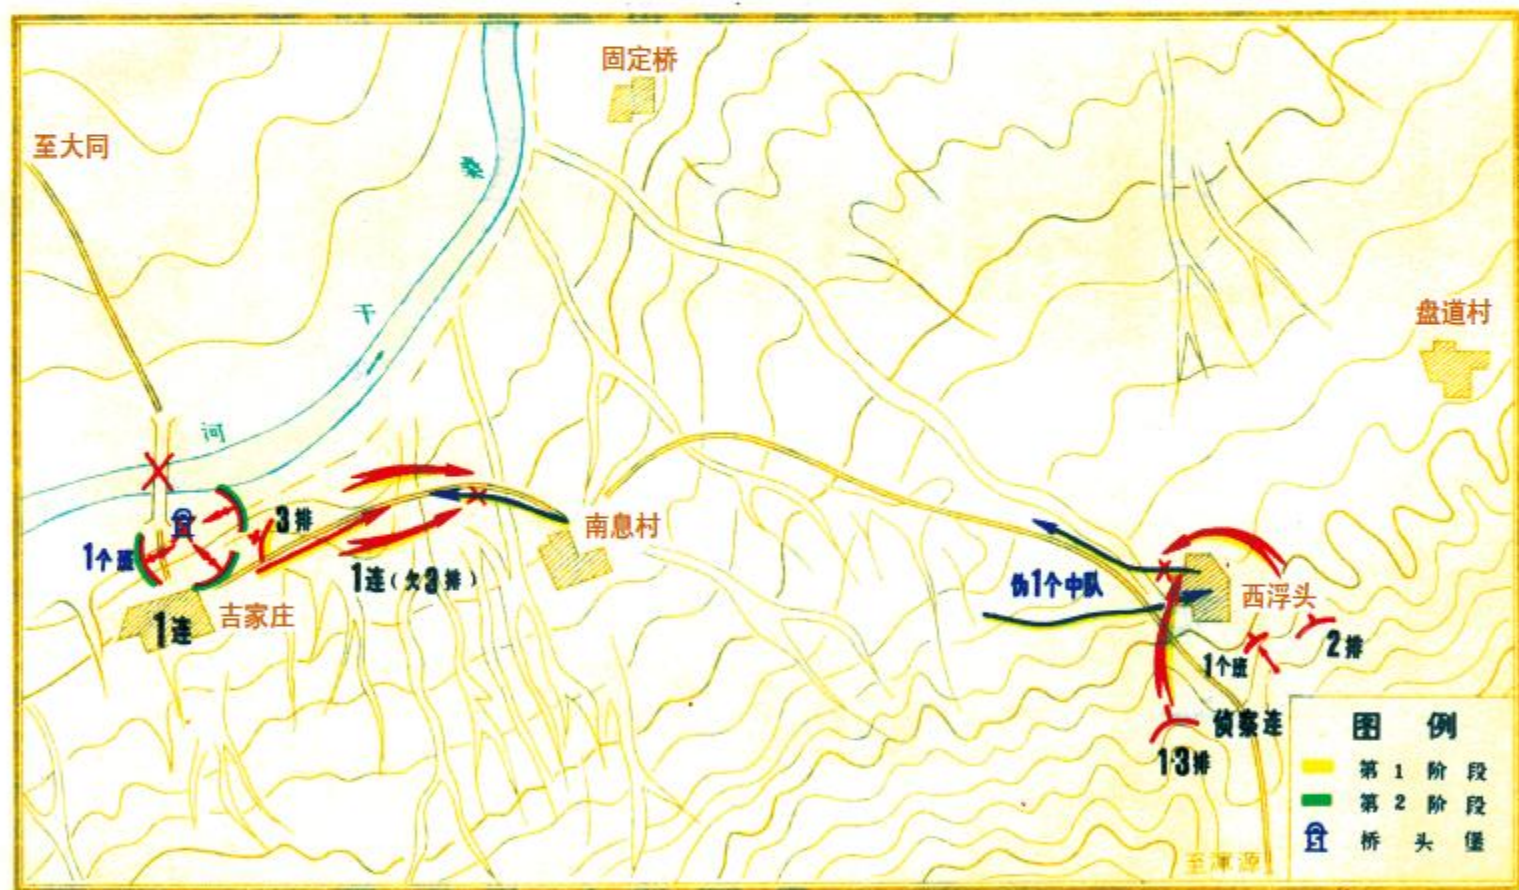 固定桥
至大同
桑
干
河
盘道村
3排
1个班
1连(欠3排)
南息村
1连
吉家庄
伪1个中队
西浮头
1个班
2排
侦察连
1·3排
图 例
第 1 阶 段
第 2 阶 段
桥 头 堡
至渾源